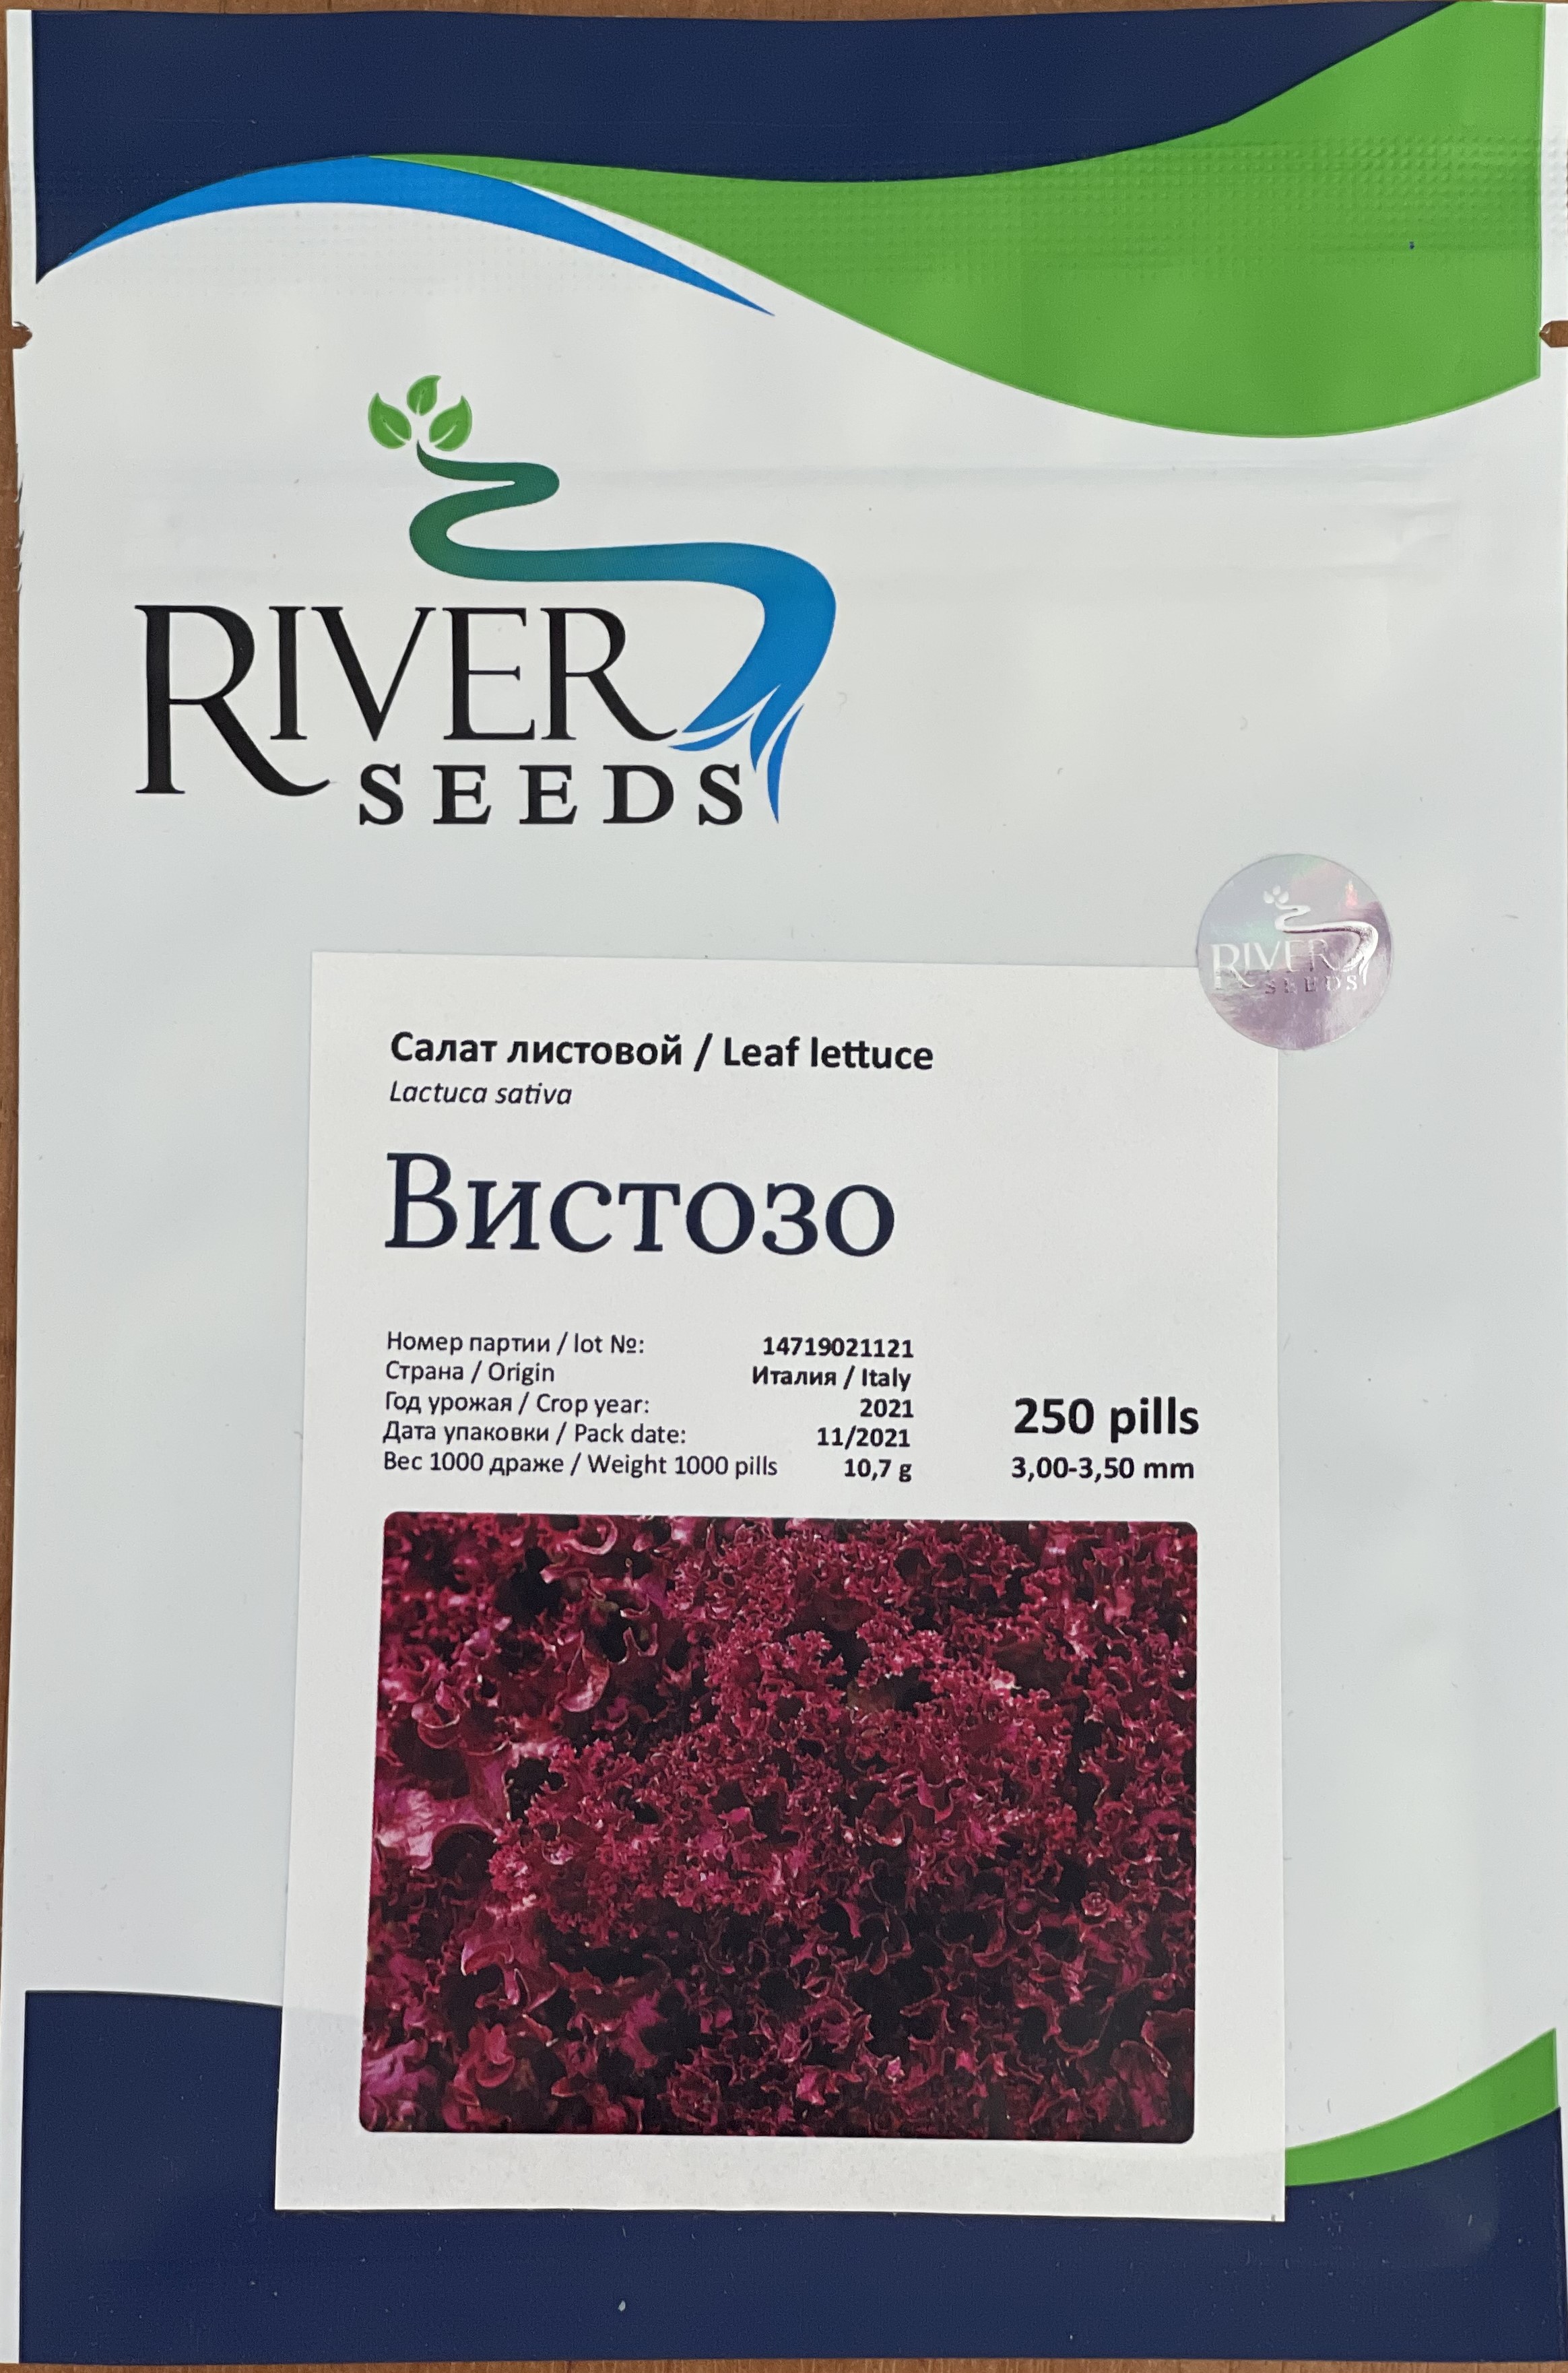 RIVER
SEEDS
RIVER
SEEDS
Салат листовой / Leaf lettuce
Lactuca sativa
Вистозо
Номер партии / lot №: 14719021121
Страна / Origin Италия / Italy
Год урожая / Crop year: 2021
Дата упаковки / Pack date: 11/2021
Вес 1000 драже / Weight 1000 pills 10,7 g
250 pills
3,00-3,50 mm